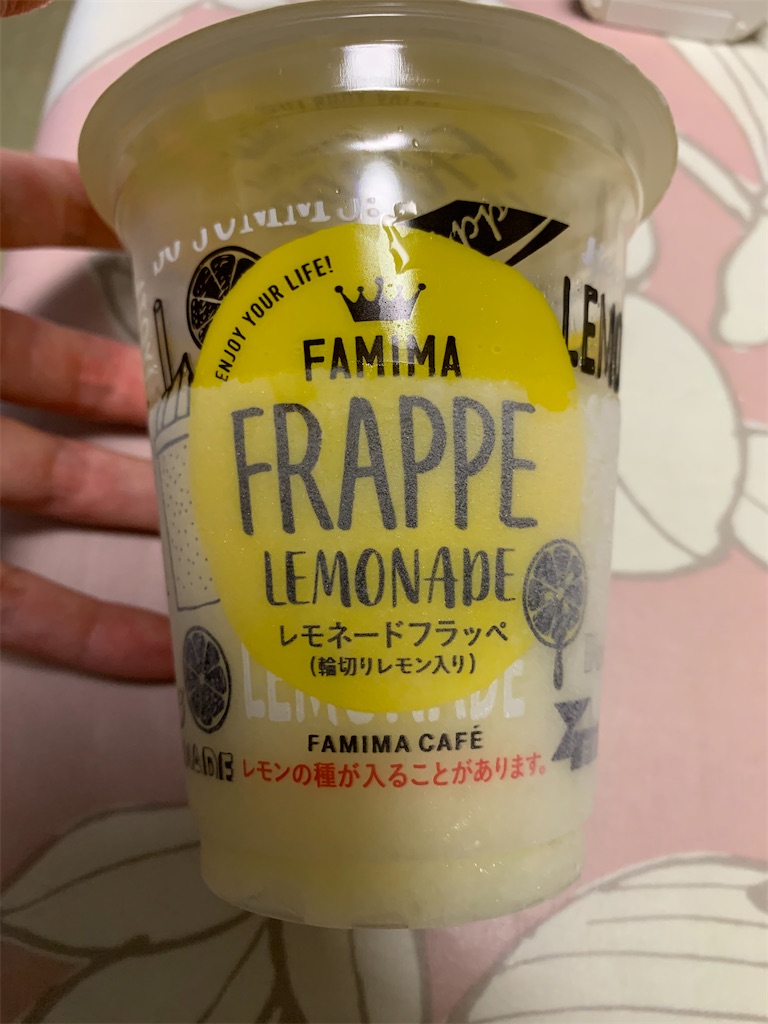 ENJOY YOUR LIFE!
FAMIMA
FRAPPE
LEMONADE
レモネードフラッペ
(輪切りレモン入り)
LEMONADE
FAMIMA CAFÉ
レモンの種が入ることがあります。